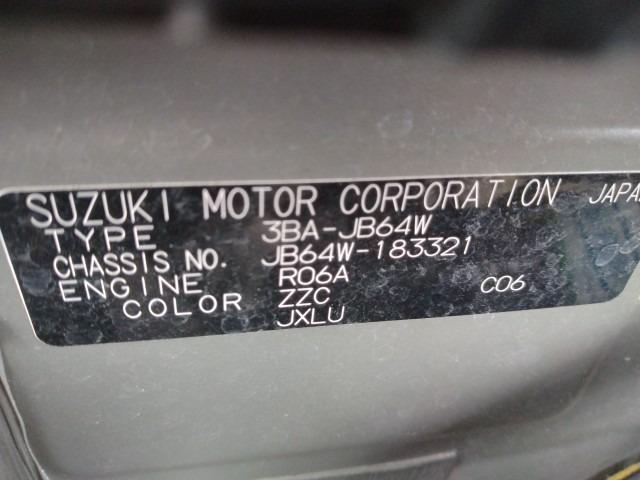 SUZUKI MOTOR CORPORATION JAPAN
TYPE 3BA-JB64W
CHASSIS NO. JB64W-183321
ENGINE R06A
COLOR ZZC C06
JXLU